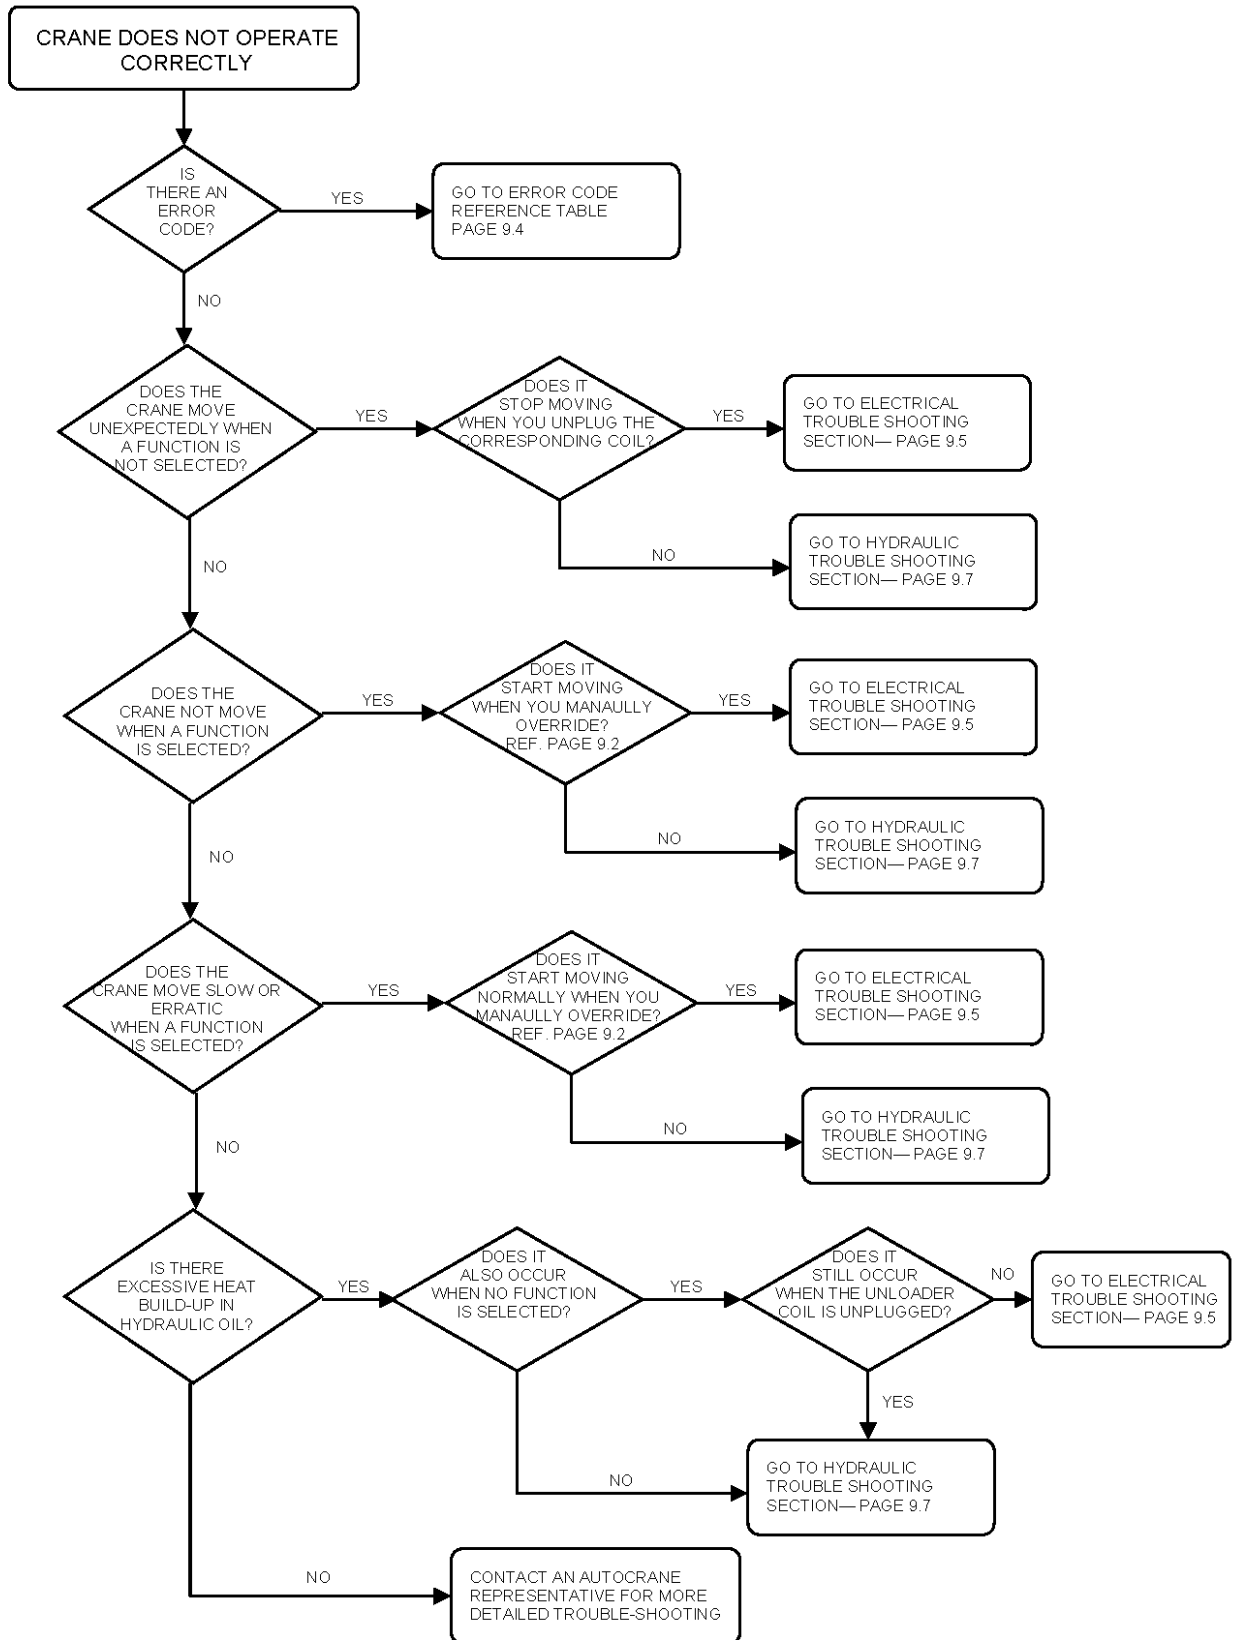 CRANE DOES NOT OPERATE
CORRECTLY
IS
THERE AN
ERROR
CODE?
YES
GO TO ERROR CODE
REFERENCE TABLE
PAGE 9.4
NO
DOES THE
CRANE MOVE
UNEXPECTEDLY WHEN
A FUNCTION IS
NOT SELECTED?
YES
DOES IT
STOP MOVING
WHEN YOU UNPLUG THE
CORRESPONDING COIL?
YES
GO TO ELECTRICAL
TROUBLE SHOOTING
SECTION— PAGE 9.5
NO
GO TO HYDRAULIC
TROUBLE SHOOTING
SECTION— PAGE 9.7
NO
DOES THE
CRANE NOT MOVE
WHEN A FUNCTION
IS SELECTED?
YES
DOES IT
START MOVING
WHEN YOU MANAULLY
OVERRIDE?
REF. PAGE 9.2
YES
GO TO ELECTRICAL
TROUBLE SHOOTING
SECTION— PAGE 9.5
NO
GO TO HYDRAULIC
TROUBLE SHOOTING
SECTION— PAGE 9.7
NO
DOES THE
CRANE MOVE SLOW OR
ERRATIC
WHEN A FUNCTION
IS SELECTED?
YES
DOES IT
START MOVING
NORMALLY WHEN YOU
MANAULLY OVERRIDE?
REF. PAGE 9.2
YES
GO TO ELECTRICAL
TROUBLE SHOOTING
SECTION— PAGE 9.5
NO
GO TO HYDRAULIC
TROUBLE SHOOTING
SECTION— PAGE 9.7
NO
IS THERE
EXCESSIVE HEAT
BUILD-UP IN
HYDRAULIC OIL?
YES
DOES IT
ALSO OCCUR
WHEN NO FUNCTION
IS SELECTED?
YES
DOES IT
STILL OCCUR
WHEN THE UNLOADER
COIL IS UNPLUGGED?
NO
GO TO ELECTRICAL
TROUBLE SHOOTING
SECTION— PAGE 9.5
YES
NO
GO TO HYDRAULIC
TROUBLE SHOOTING
SECTION— PAGE 9.7
NO
CONTACT AN AUTOCRANE
REPRESENTATIVE FOR MORE
DETAILED TROUBLE-SHOOTING